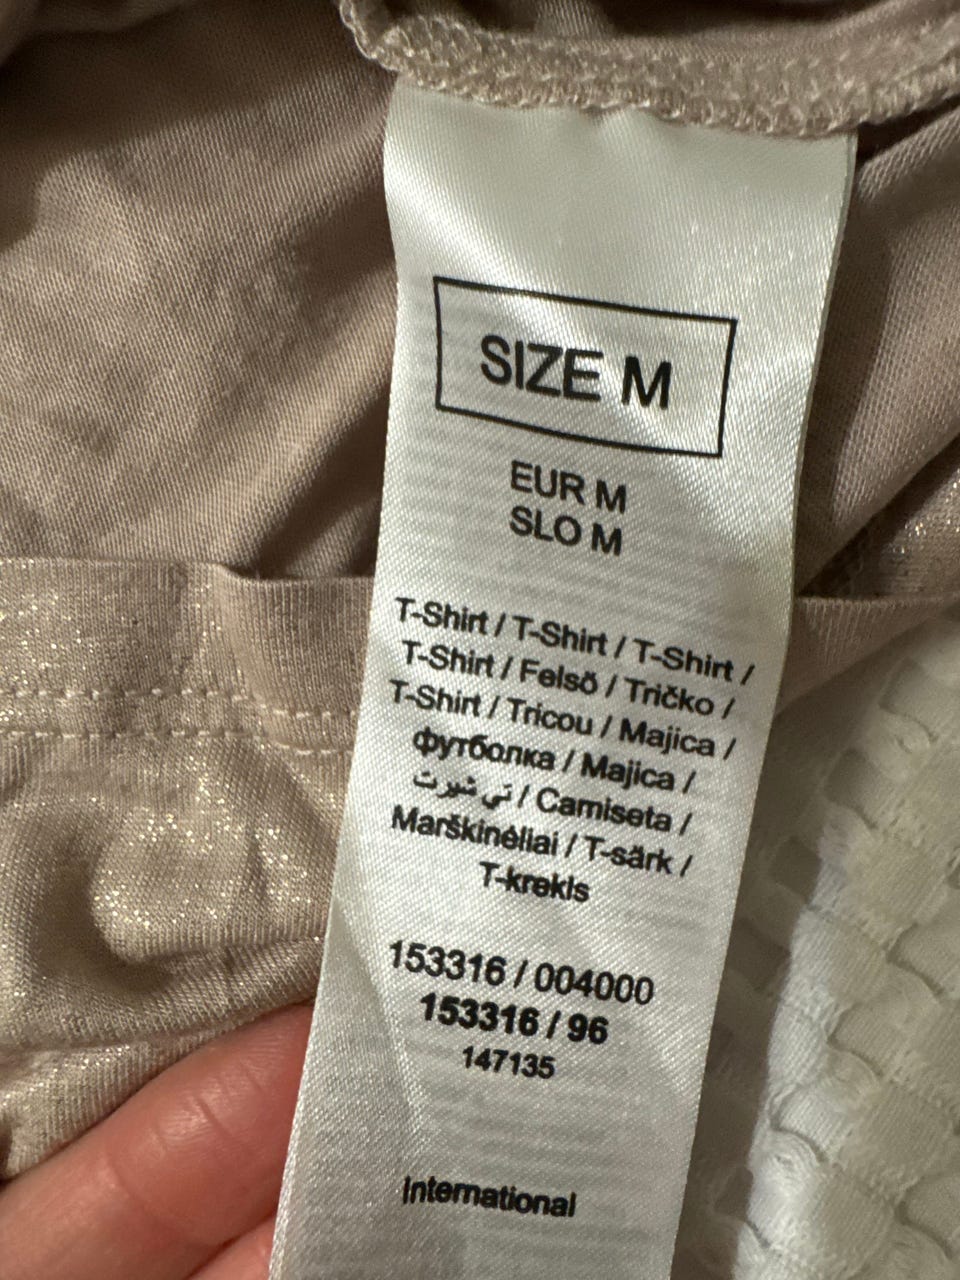 SIZE M
EUR M
SLO M
T-Shirt / T-Shirt / T-Shirt /
T-Shirt / Felső / Tričko /
T-Shirt / Tricou / Majica /
футболка / Majica /
تي شيرت / Camiseta /
Marškinėliai / T-särk /
T-krekls
153316 / 004000
153316 / 96
147135
International